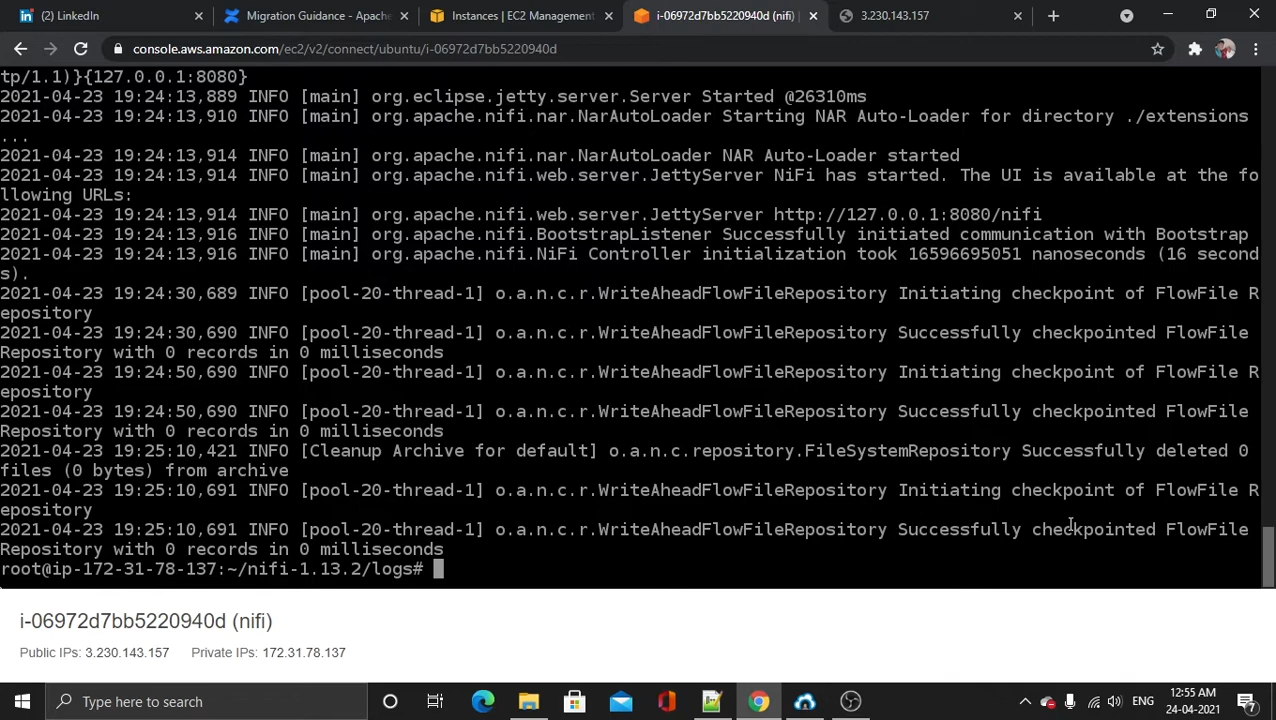 (2) LinkedIn
Migration Guidance - Apache
Instances | EC2 Management
i-06972d7bb5220940d (nifi) |
3.230.143.157
console.aws.amazon.com/ec2/v2/connect/ubuntu/i-06972d7bb5220940d
tp/1.1)}{127.0.0.1:8080}
2021-04-23 19:24:13,889 INFO [main] org.eclipse.jetty.server.Server Started @26310ms
2021-04-23 19:24:13,910 INFO [main] org.apache.nifi.nar.NarAutoLoader Starting NAR Auto-Loader for directory ./extensions
...
2021-04-23 19:24:13,914 INFO [main] org.apache.nifi.nar.NarAutoLoader NAR Auto-Loader started
2021-04-23 19:24:13,914 INFO [main] org.apache.nifi.web.server.JettyServer NiFi has started. The UI is available at the fo
llowing URLs:
2021-04-23 19:24:13,914 INFO [main] org.apache.nifi.web.server.JettyServer http://127.0.0.1:8080/nifi
2021-04-23 19:24:13,916 INFO [main] org.apache.nifi.BootstrapListener Successfully initiated communication with Bootstrap
2021-04-23 19:24:13,916 INFO [main] org.apache.nifi.NiFi Controller initialization took 16596695051 nanoseconds (16 second
s).
2021-04-23 19:24:30,689 INFO [pool-20-thread-1] o.a.n.c.r.WriteAheadFlowFileRepository Initiating checkpoint of FlowFile R
epository
2021-04-23 19:24:30,690 INFO [pool-20-thread-1] o.a.n.c.r.WriteAheadFlowFileRepository Successfully checkpointed FlowFile
Repository with 0 records in 0 milliseconds
2021-04-23 19:24:50,690 INFO [pool-20-thread-1] o.a.n.c.r.WriteAheadFlowFileRepository Initiating checkpoint of FlowFile R
epository
2021-04-23 19:24:50,690 INFO [pool-20-thread-1] o.a.n.c.r.WriteAheadFlowFileRepository Successfully checkpointed FlowFile
Repository with 0 records in 0 milliseconds
2021-04-23 19:25:10,421 INFO [Cleanup Archive for default] o.a.n.c.repository.FileSystemRepository Successfully deleted 0
files (0 bytes) from archive
2021-04-23 19:25:10,691 INFO [pool-20-thread-1] o.a.n.c.r.WriteAheadFlowFileRepository Initiating checkpoint of FlowFile R
epository
2021-04-23 19:25:10,691 INFO [pool-20-thread-1] o.a.n.c.r.WriteAheadFlowFileRepository Successfully checkpointed FlowFile
Repository with 0 records in 0 milliseconds
root@ip-172-31-78-137:~/nifi-1.13.2/logs#
i-06972d7bb5220940d (nifi)
Public IPs: 3.230.143.157 Private IPs: 172.31.78.137
Type here to search
ENG
12:55 AM
24-04-2021
7